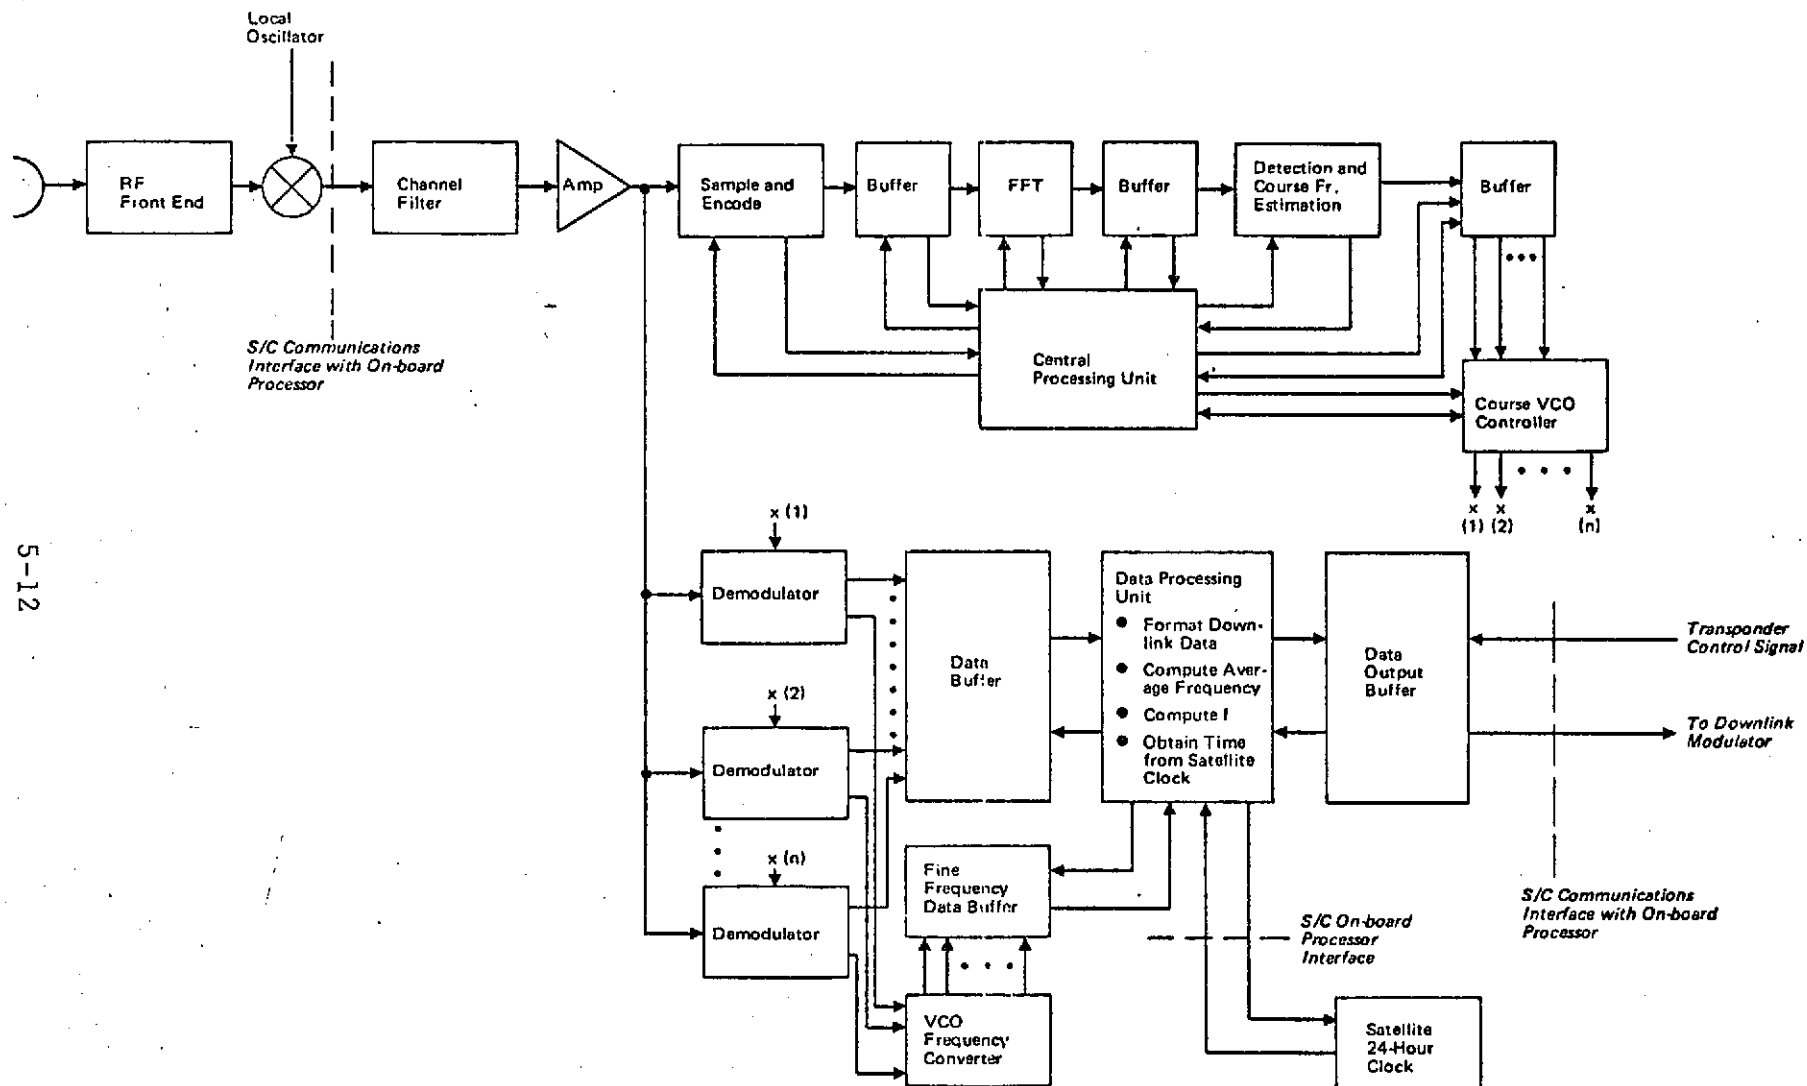 Local
Oscillator
RF
Front End
Channel
Filter
Amp
Sample and
Encode
Buffer
FFT
Buffer
Detection and
Course Fr.
Estimation
Buffer
S/C Communications
Interface with On-board
Processor
Central
Processing Unit
Course VCO
Controller
x x x
(1) (2) (n)
5-12
x (1)
Demodulator
x (2)
Demodulator
x (n)
Demodulator
Data
Buffer
Data Processing
Unit
● Format Down-
link Data
● Compute Aver-
age Frequency
● Compute f
● Obtain Time
from Satellite
Clock
Data
Output
Buffer
Transponder
Control Signal
To Downlink
Modulator
Fine
Frequency
Data Buffer
S/C On-board
Processor
Interface
S/C Communications
Interface with On-board
Processor
VCO
Frequency
Converter
Satellite
24-Hour
Clock